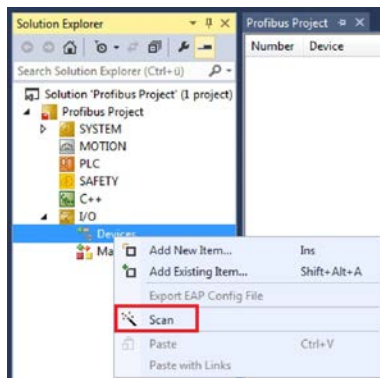 Solution Explorer
Profibus Project
Number Device
Search Solution Explorer (Ctrl+ü)
Solution 'Profibus Project' (1 project)
Profibus Project
SYSTEM
MOTION
PLC
SAFETY
C++
I/O
Devices
Ma
Add New Item... Ins
Add Existing Item... Shift+Alt+A
Export EAP Config File
Scan
Paste Ctrl+V
Paste with Links